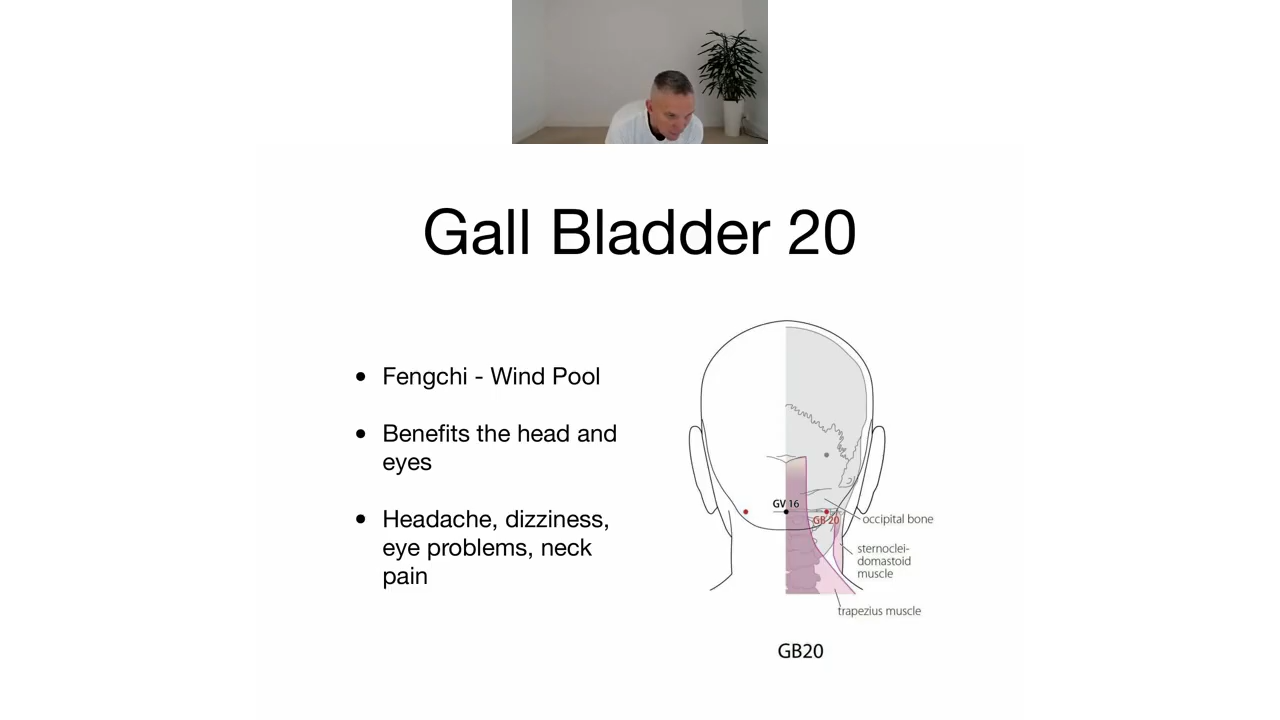 Gall Bladder 20
• Fengchi - Wind Pool
• Benefits the head and
eyes
• Headache, dizziness,
eye problems, neck
pain
GV 16
GB 20
occipital bone
sternoclei-
domastoid
muscle
trapezius muscle
GB20